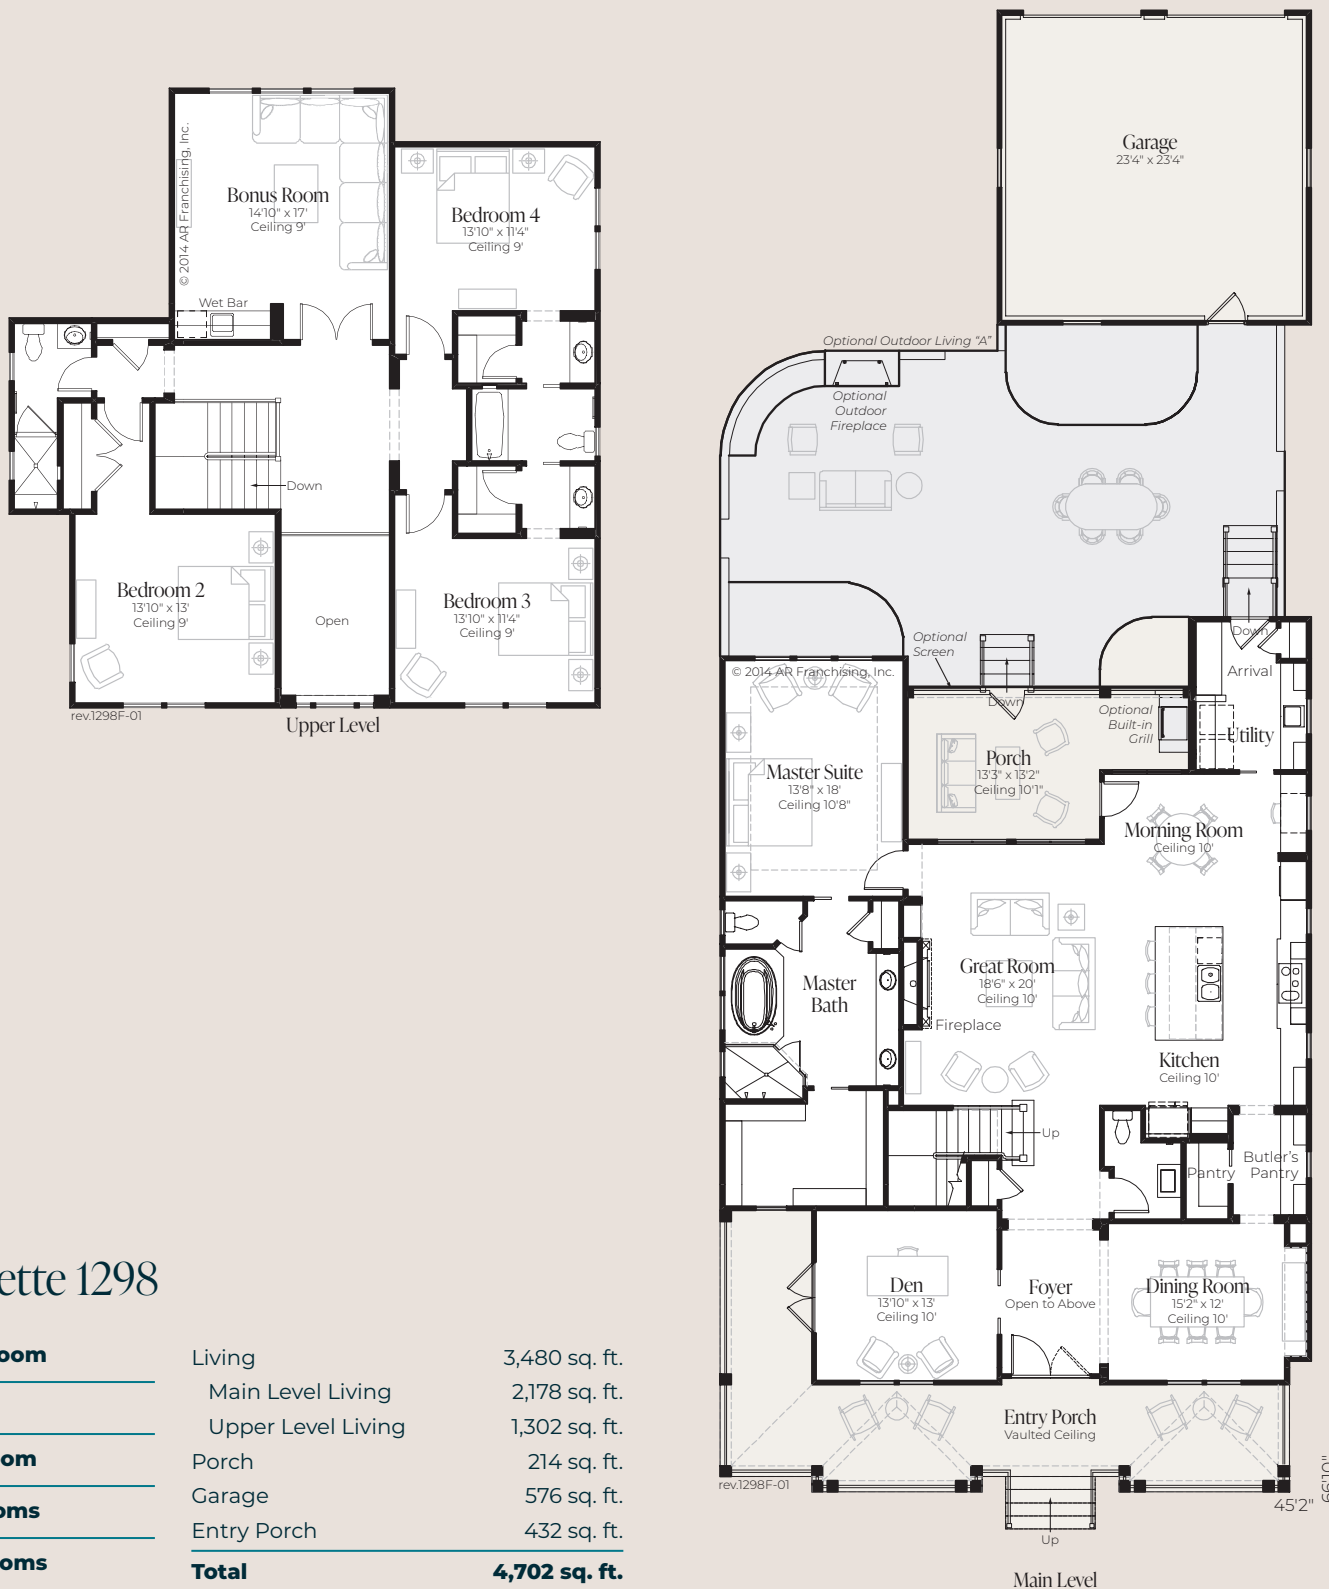 Garage
23'4" x 23'4"
© 2014 AR Franchising, Inc.
Bonus Room
14'10" x 17'
Ceiling 9'
Wet Bar
Bedroom 4
13'10" x 11'4"
Ceiling 9'
Down
Bedroom 2
13'10" x 13'
Ceiling 9'
Open
Bedroom 3
13'10" x 11'4"
Ceiling 9'
rev.1298F-01
Upper Level
Optional Outdoor Living "A"
Optional
Outdoor
Fireplace
Optional
Screen
Down
Arrival
© 2014 AR Franchising, Inc.
Down
Optional
Built-in
Grill
Utility
Master Suite
13'8" x 18'
Ceiling 10'8"
Porch
13'3" x 13'2"
Ceiling 10'1"
Morning Room
Ceiling 10'
Master
Bath
Great Room
18'6" x 20'
Ceiling 10'
Fireplace
Kitchen
Ceiling 10'
Up
Pantry
Butler's
Pantry
Den
13'10" x 13'
Ceiling 10'
Foyer
Open to Above
Dining Room
15'2" x 12'
Ceiling 10'
Entry Porch
Vaulted Ceiling
rev.1298F-01
45'2"
66'10"
Up
Main Level
ette 1298
oom
om
oms
ooms
Living 3,480 sq. ft.
Main Level Living 2,178 sq. ft.
Upper Level Living 1,302 sq. ft.
Porch 214 sq. ft.
Garage 576 sq. ft.
Entry Porch 432 sq. ft.
Total 4,702 sq. ft.